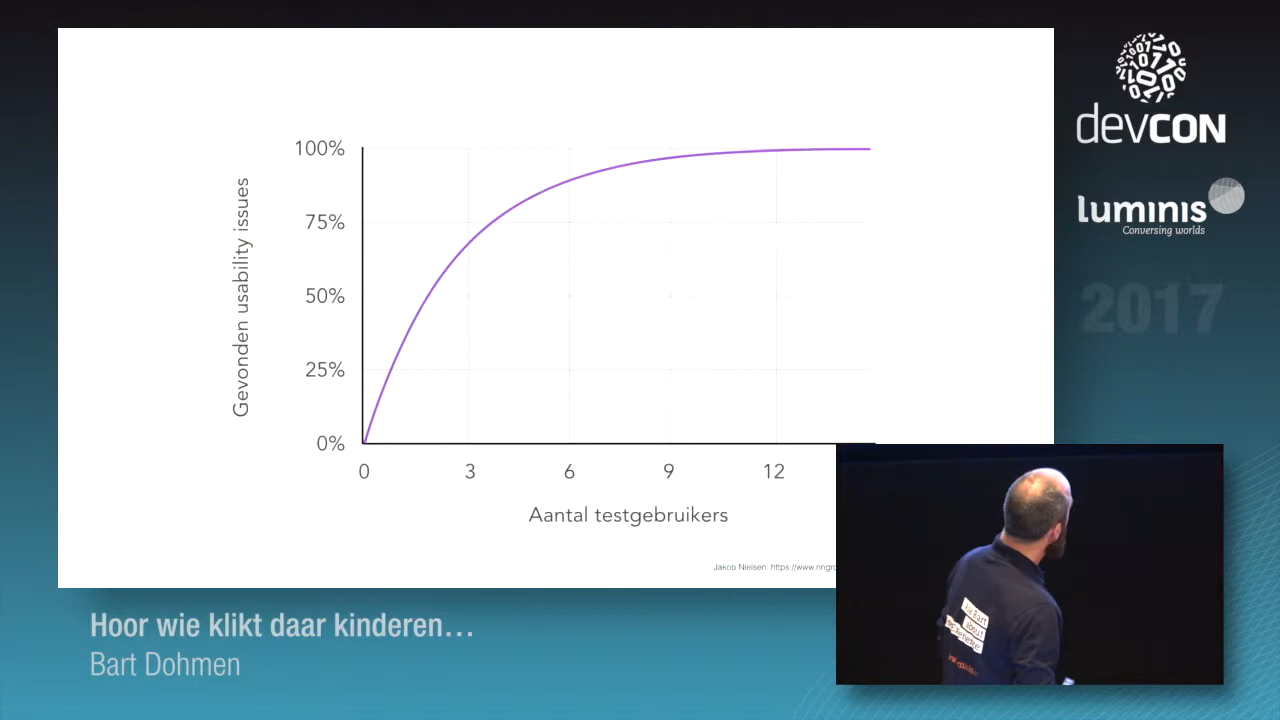 100%
75%
50%
25%
0%
Gevonden usability issues
0
3
6
9
12
Aantal testgebruikers
Jakob Nielsen: https://www.nngro
devCON
luminis
Conversing worlds
2017
Hoor wie klikt daar kinderen…
Bart Dohmen
about